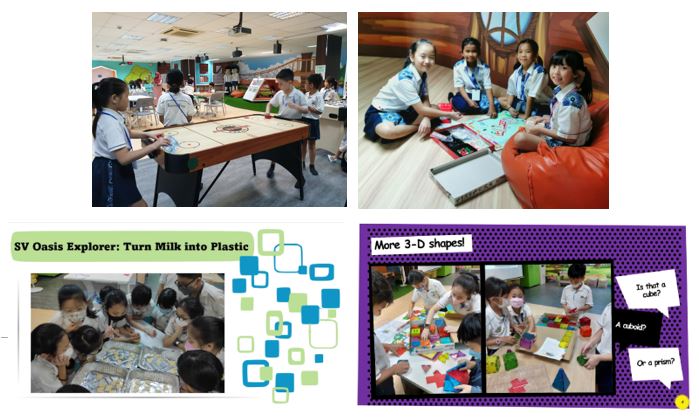 SV Oasis Explorer: Turn Milk into Plastic
More 3-D shapes!
Is that a
cube?
A cuboid?
Or a prism?